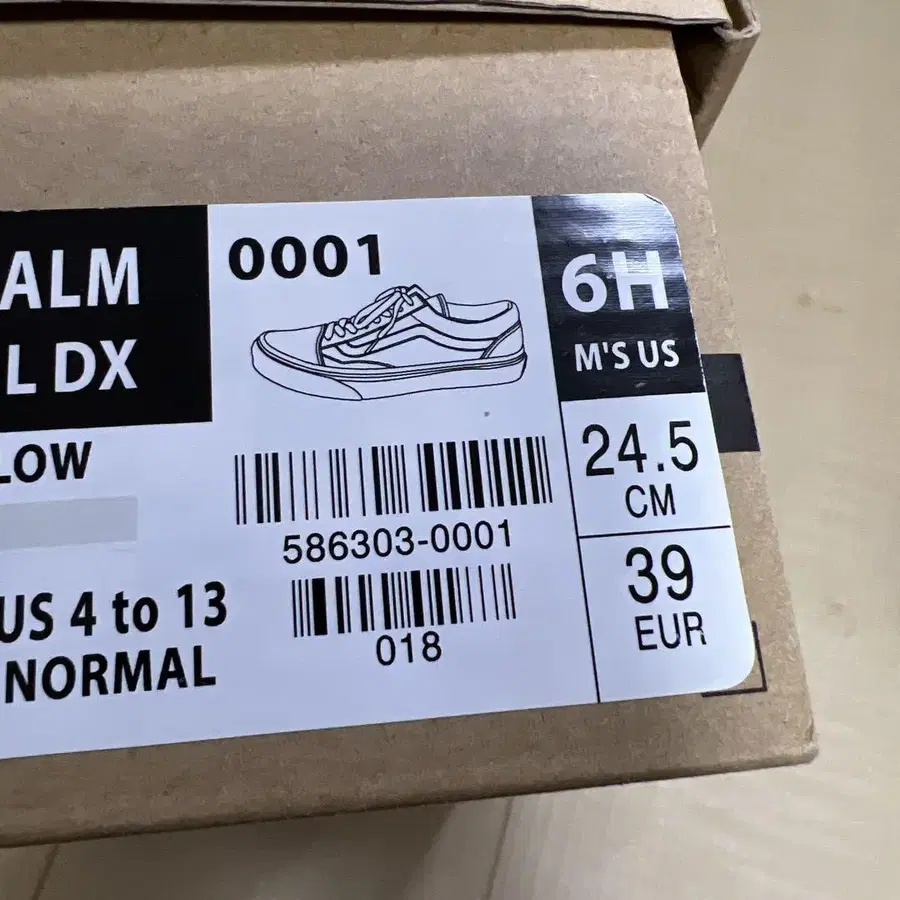 ALM
L DX
LOW
US 4 to 13
NORMAL
0001
586303-0001
018
6H
M'S US
24.5
CM
39
EUR